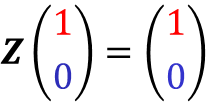 Z (1 0) = (1 0)